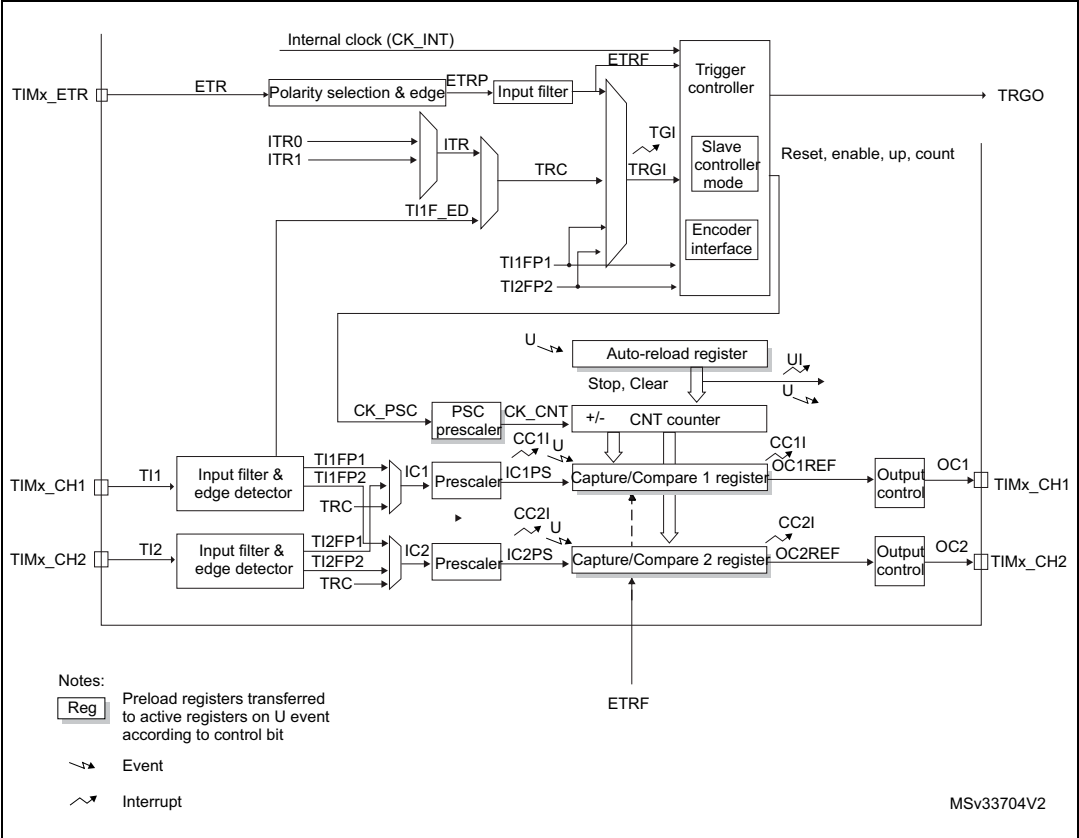 Internal clock (CK_INT)
ETRF
TIMx_ETR
ETR
Polarity selection & edge
ETRP
Input filter
Trigger
controller
TRGO
ITR0
ITR1
ITR
TRC
TGI
TRGI
Slave
controller
mode
Reset, enable, up, count
TI1F_ED
Encoder
interface
TI1FP1
TI2FP2
U
Auto-reload register
Stop, Clear
UI
U
CK_PSC
PSC
prescaler
CK_CNT
+/-
CNT counter
TIMx_CH1
TI1
Input filter &
edge detector
TI1FP1
TI1FP2
TRC
IC1
Prescaler
CC1I
U
IC1PS
Capture/Compare 1 register
CC1I
OC1REF
Output
control
OC1
TIMx_CH1
TIMx_CH2
TI2
Input filter &
edge detector
TI2FP1
TI2FP2
TRC
IC2
Prescaler
CC2I
U
IC2PS
Capture/Compare 2 register
CC2I
OC2REF
Output
control
OC2
TIMx_CH2
ETRF
Notes:
Reg
Preload registers transferred
to active registers on U event
according to control bit
Event
Interrupt
MSv33704V2